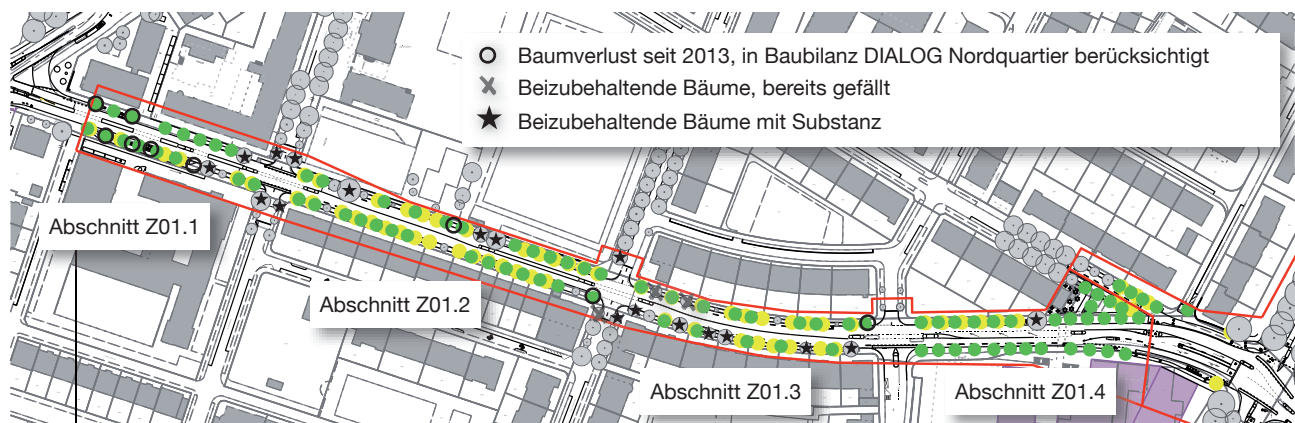 Baumverlust seit 2013, in Baubilanz DIALOG Nordquartier berücksichtigt
Beizubehaltende Bäume, bereits gefällt
Beizubehaltende Bäume mit Substanz
Abschnitt Z01.1
Abschnitt Z01.2
Abschnitt Z01.3
Abschnitt Z01.4